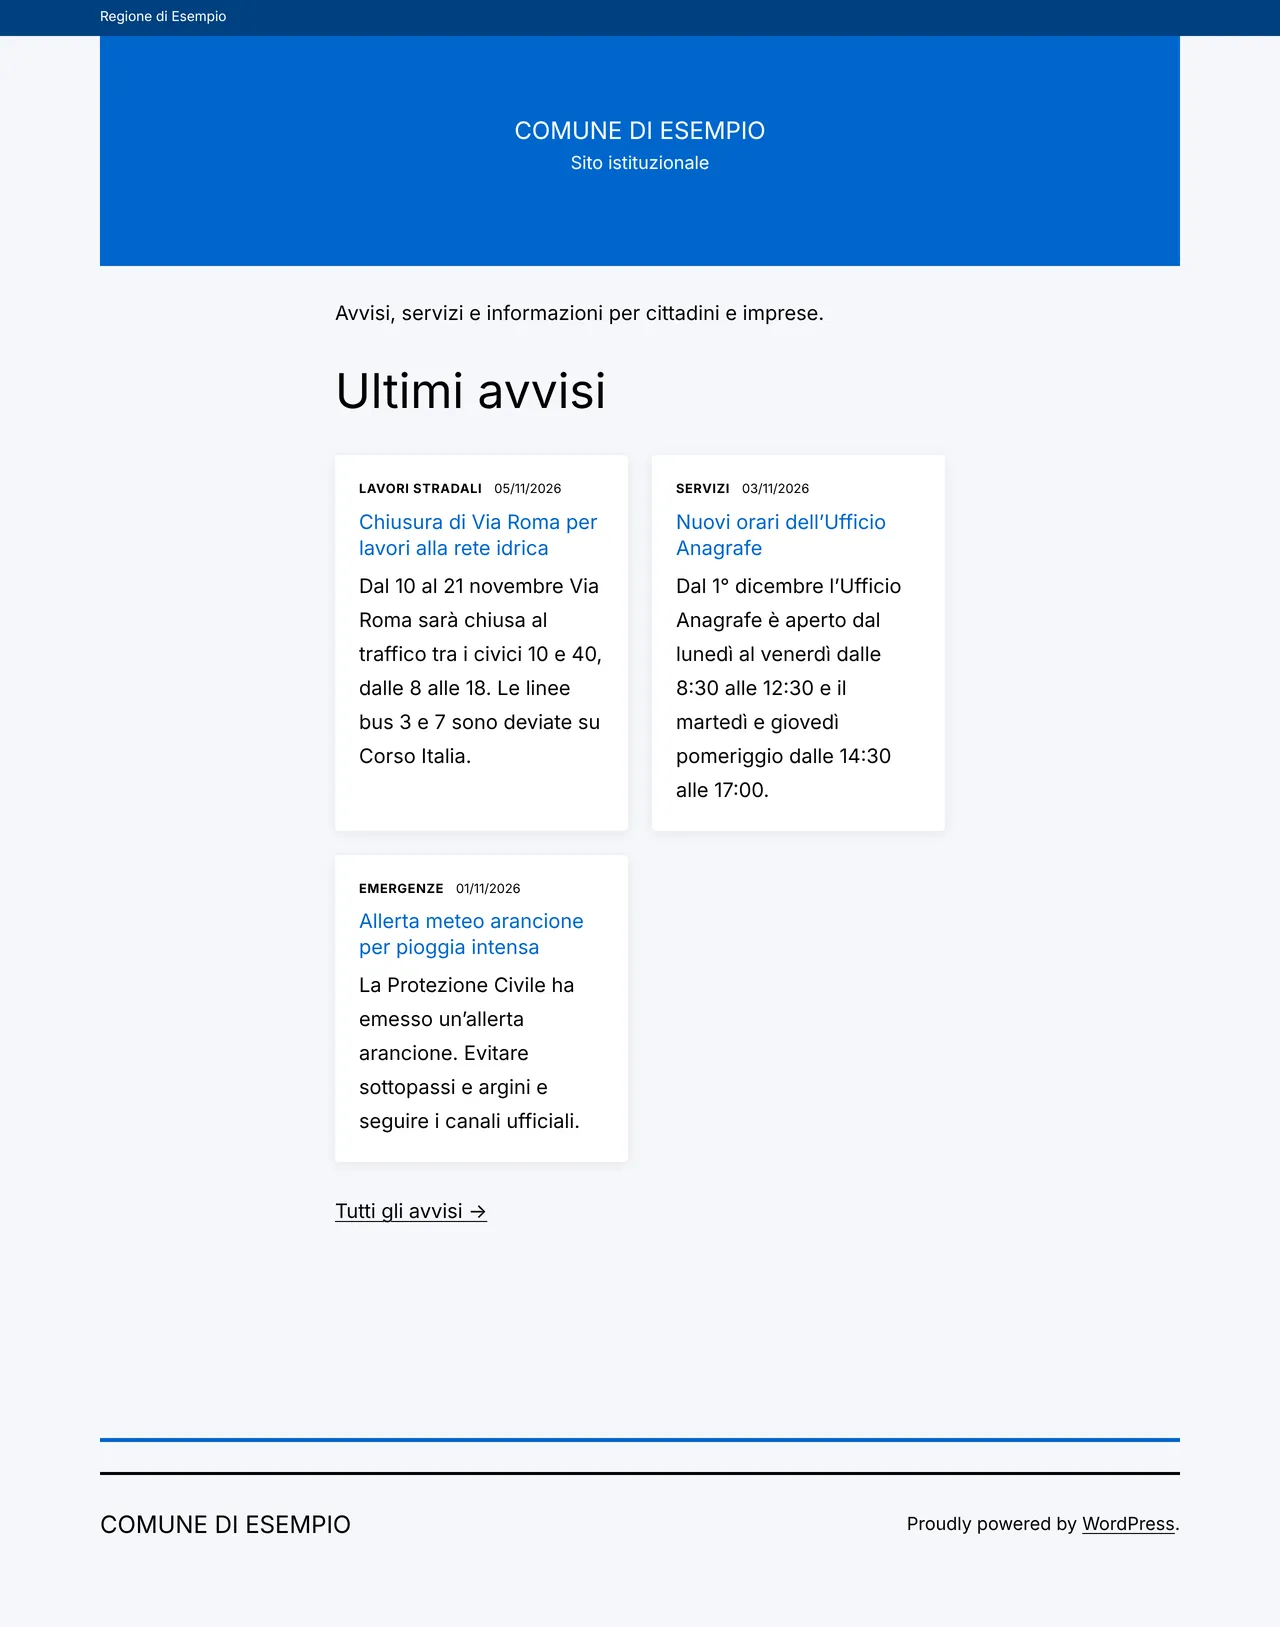 Regione di Esempio
COMUNE DI ESEMPIO
Sito istituzionale
Avvisi, servizi e informazioni per cittadini e imprese.
Ultimi avvisi
LAVORI STRADALI 05/11/2026
Chiusura di Via Roma per
lavori alla rete idrica
Dal 10 al 21 novembre Via
Roma sarà chiusa al
traffico tra i civici 10 e 40,
dalle 8 alle 18. Le linee
bus 3 e 7 sono deviate su
Corso Italia.
SERVIZI 03/11/2026
Nuovi orari dell’Ufficio
Anagrafe
Dal 1° dicembre l’Ufficio
Anagrafe è aperto dal
lunedì al venerdì dalle
8:30 alle 12:30 e il
martedì e giovedì
pomeriggio dalle 14:30
alle 17:00.
EMERGENZE 01/11/2026
Allerta meteo arancione
per pioggia intensa
La Protezione Civile ha
emesso un’allerta
arancione. Evitare
sottopassi e argini e
seguire i canali ufficiali.
Tutti gli avvisi →
COMUNE DI ESEMPIO
Proudly powered by WordPress.